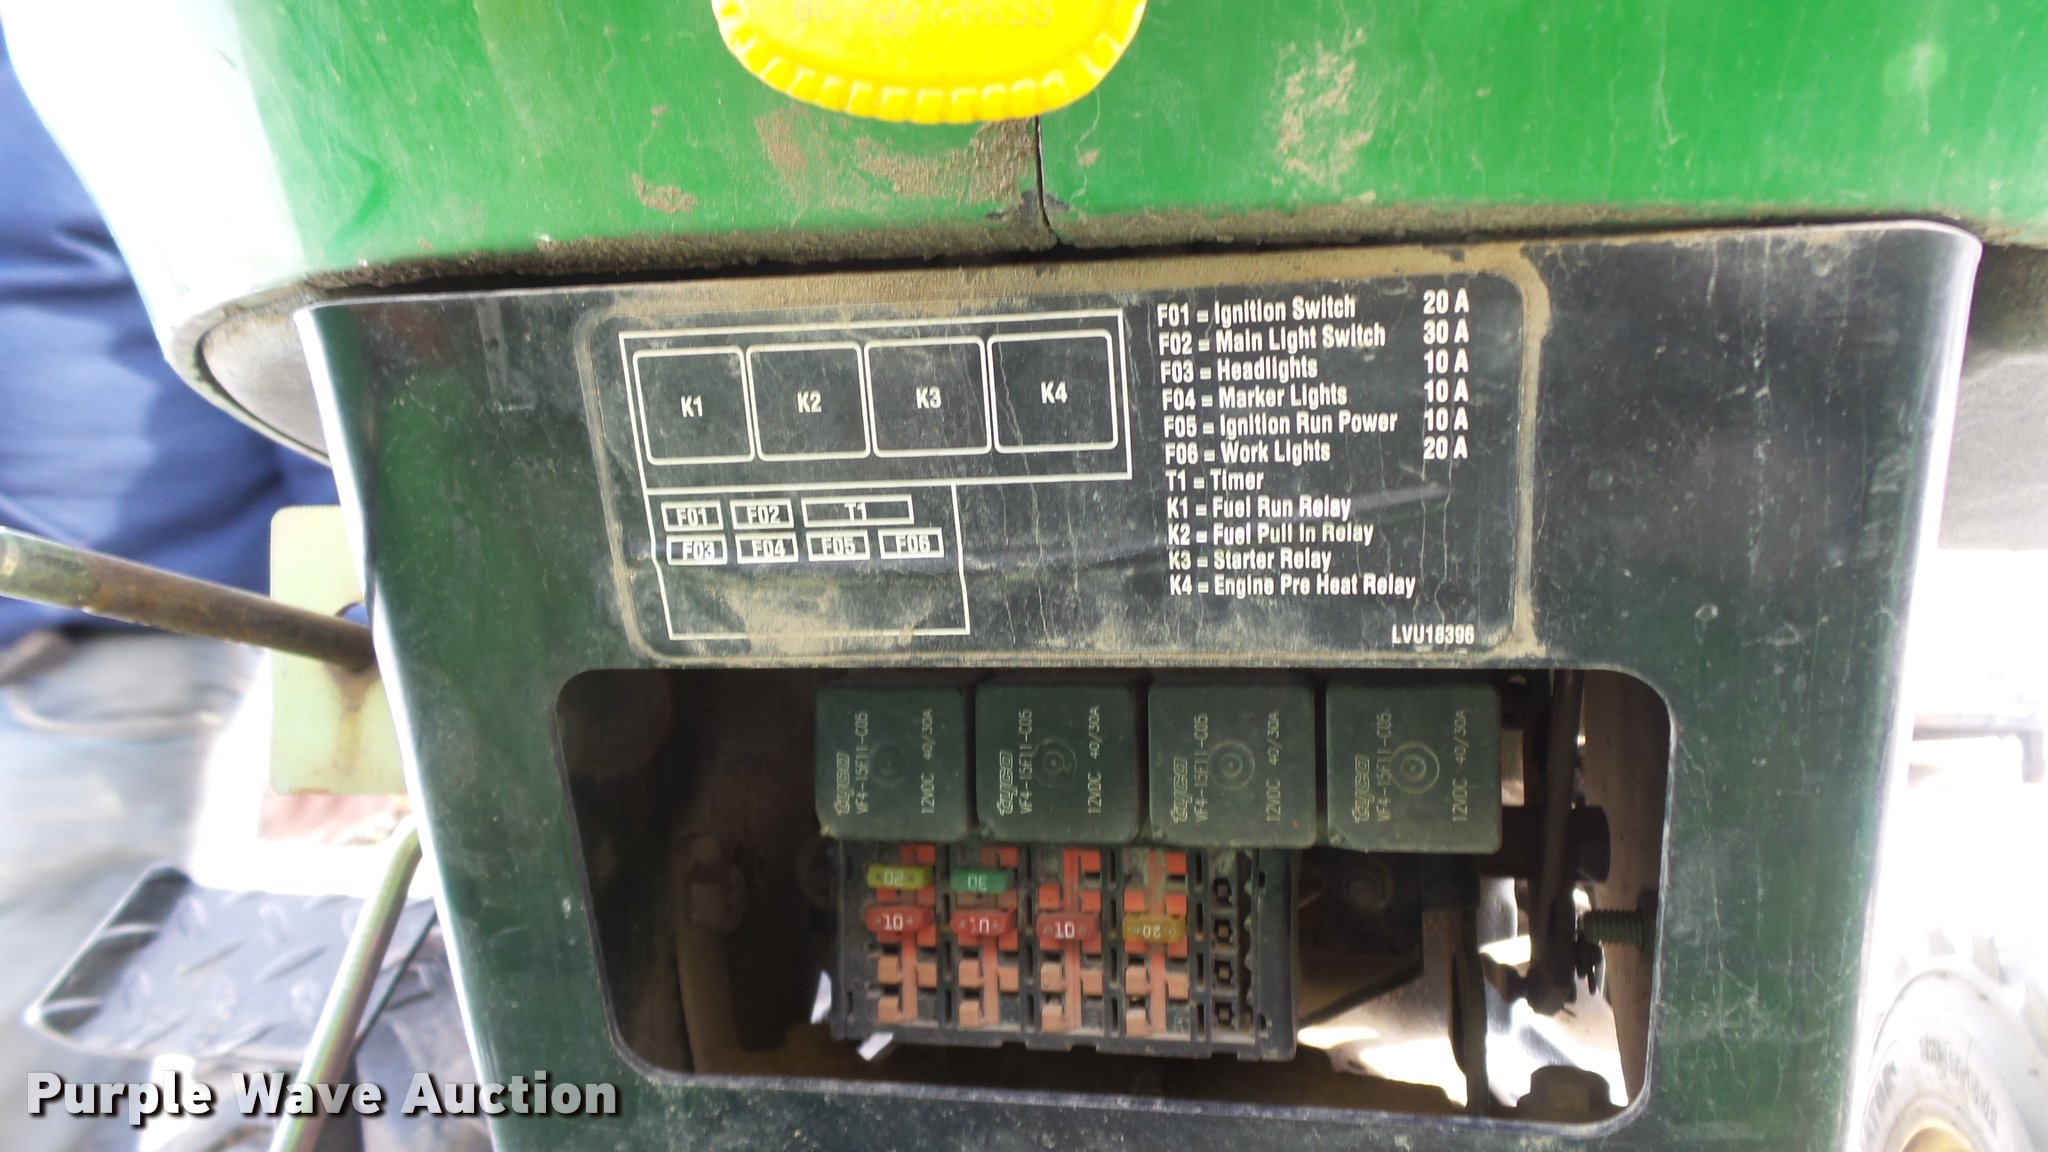 F01 = Ignition Switch 20 A
F02 = Main Light Switch 30 A
F03 = Headlights 10 A
F04 = Marker Lights 10 A
F05 = Ignition Run Power 10 A
F06 = Work Lights 20 A
T1 = Timer
K1 = Fuel Run Relay
K2 = Fuel Pull In Relay
K3 = Starter Relay
K4 = Engine Pre Heat Relay
LVU18396
K1 K2 K3 K4
F01 F02 T1
F03 F04 F05 F06
tyco
VF4-15F11-C05
12VDC 40/30A
tyco
VF4-15F11-C05
12VDC 40/30A
tyco
VF4-15F11-C05
12VDC 40/30A
tyco
VF4-15F11-C05
12VDC 40/30A
20 30
10 10 10 20
Purple Wave Auction